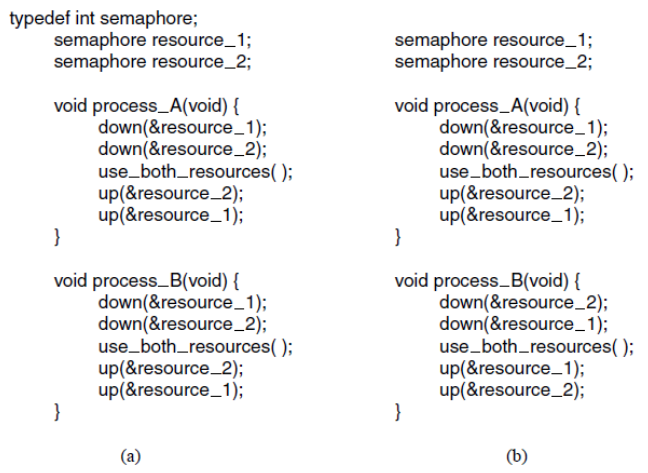 typedef int semaphore;
semaphore resource_1;
semaphore resource_2;
void process_A(void) {
down(&resource_1);
down(&resource_2);
use_both_resources( );
up(&resource_2);
up(&resource_1);
}
void process_B(void) {
down(&resource_1);
down(&resource_2);
use_both_resources( );
up(&resource_2);
up(&resource_1);
}
(a)
semaphore resource_1;
semaphore resource_2;
void process_A(void) {
down(&resource_1);
down(&resource_2);
use_both_resources( );
up(&resource_2);
up(&resource_1);
}
void process_B(void) {
down(&resource_2);
down(&resource_1);
use_both_resources( );
up(&resource_1);
up(&resource_2);
}
(b)